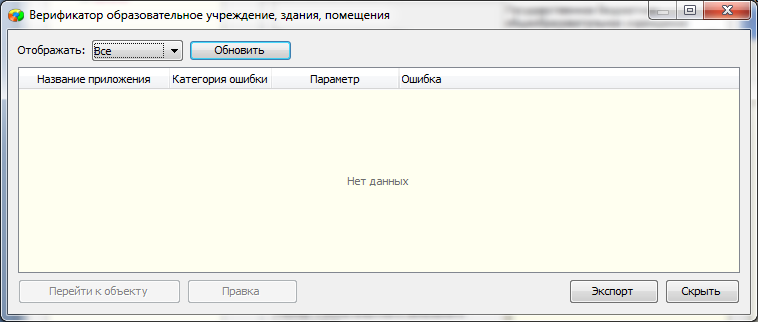 Верификатор образовательное учреждение, здания, помещения
Отображать: Все Обновить
Название приложения Категория ошибки Параметр Ошибка
Нет данных
Перейти к объекту Правка Экспорт Скрыть